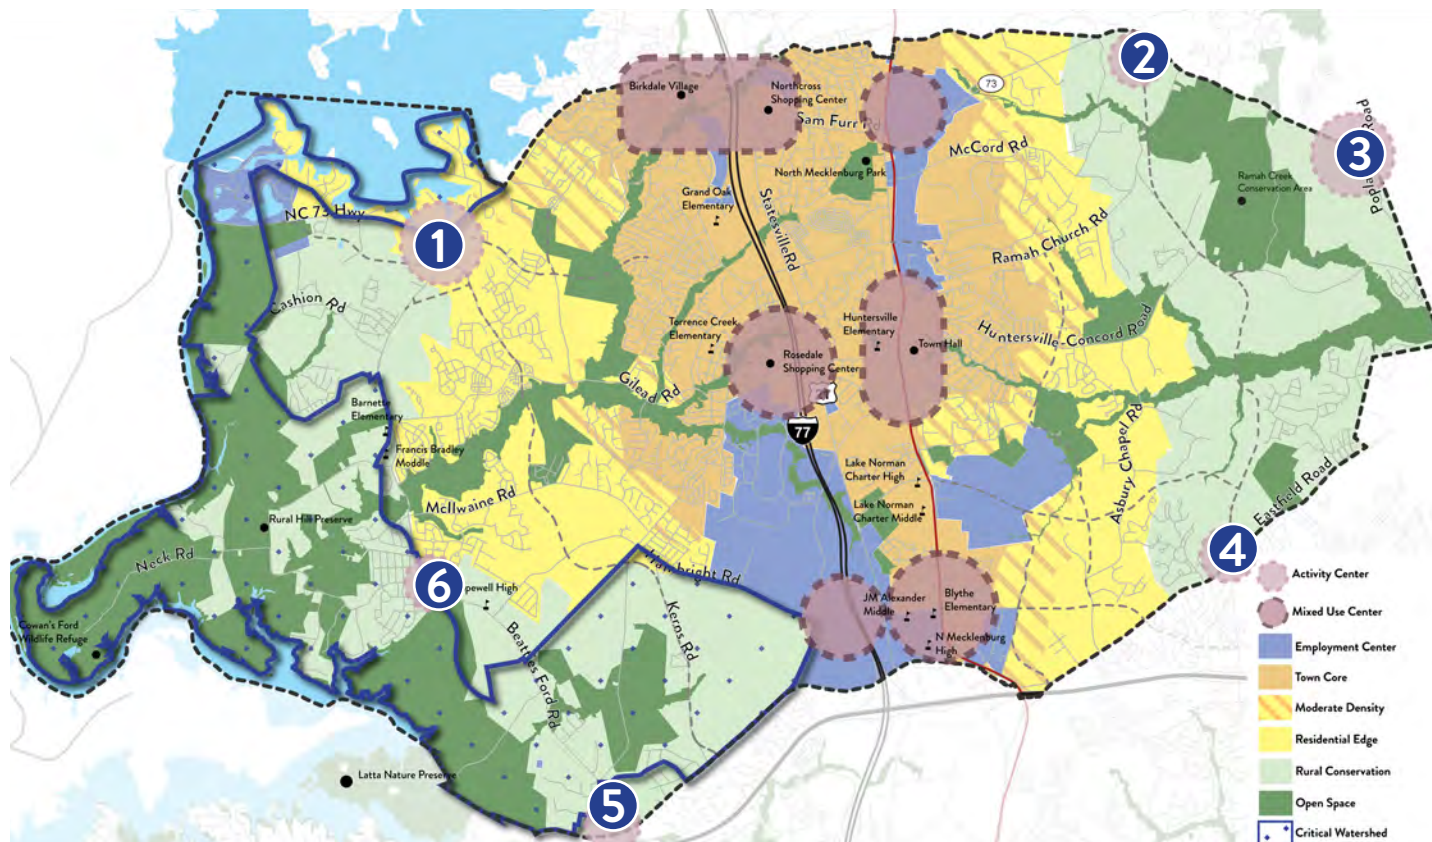 2
Birkdale Village
Northcross
Shopping Center
73
Sam Furr Rd
McCord Rd
3
North Mecklenburg Park
Ramah Creek
Conservation Area
Grand Oak
Elementary
NC 73 Hwy
Statesville Rd
Ramah Church Rd
1
Cashion Rd
Torrence Creek
Elementary
Huntersville
Elementary
Town Hall
Huntersville-Concord Road
Rosedale
Shopping Center
Gilead Rd
Barnette
Elementary
77
Asbury Chapel Rd
Francis Bradley
Moddle
Lake Norman
Charter High
McIlwaine Rd
Eastfield Road
Lake Norman
Charter Middle
Rural Hill Preserve
4
Neck Rd
6
pewell High
JM Alexander
Middle
Blythe
Elementary
Kerns Rd
Cowan's Ford
Wildlife Refuge
Beatties Ford Rd
N Mecklenburg
High
Latta Nature Preserve
5
Activity Center
Mixed Use Center
Employment Center
Town Core
Moderate Density
Residential Edge
Rural Conservation
Open Space
Critical Watershed